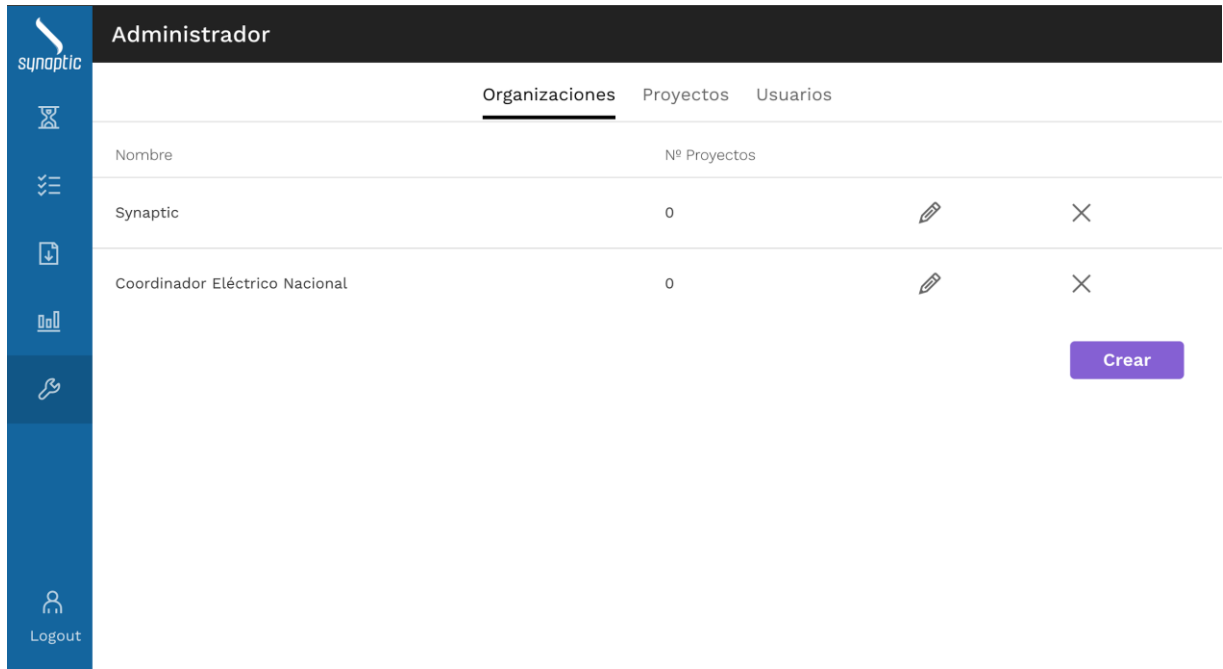 synaptic
Administrador
Organizaciones Proyectos Usuarios
Nombre Nº Proyectos
Synaptic 0
Coordinador Eléctrico Nacional 0
Crear
Logout